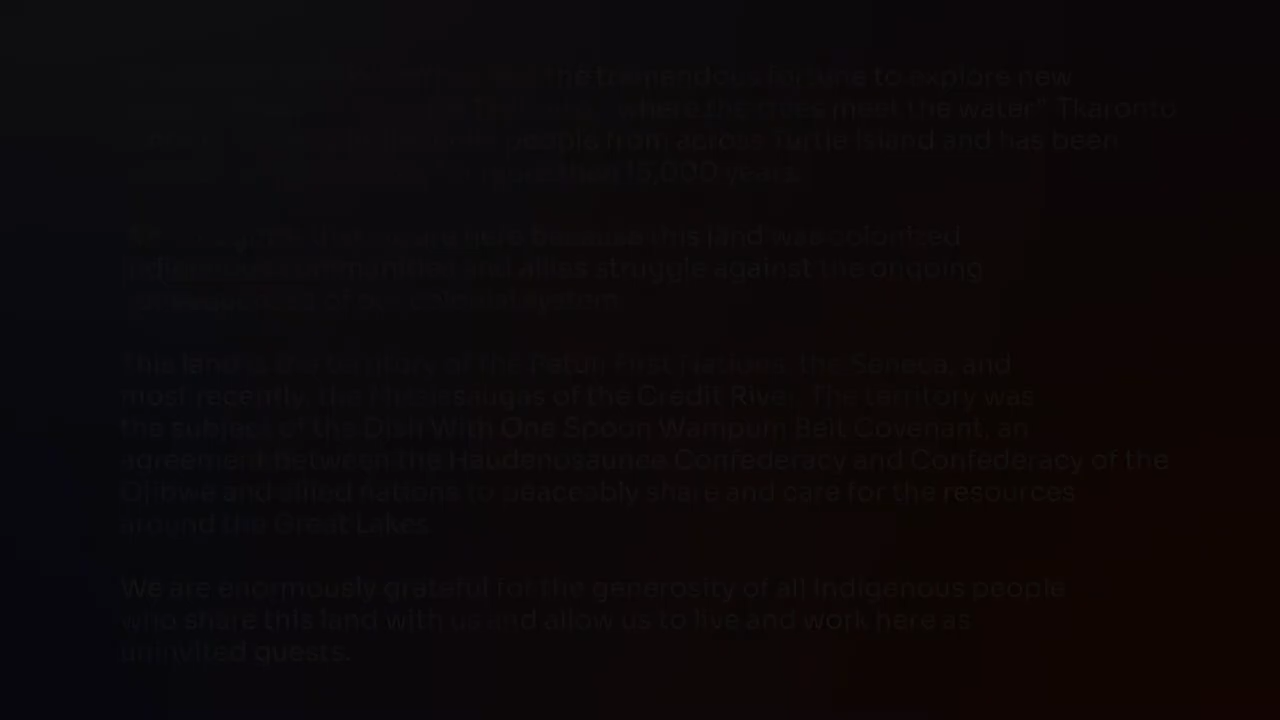 the tremendous fortune to explore new
where the trees meet the water" Tkaronto
people from across Turtle Island and has been
15,000 years.
are here because this land was colonized
Indigenous communities and allies struggle against the ongoing
of our colonial system.
This land is the territory of the Petun First Nations, the Seneca, and
most recently, the Mississaugas of the Credit River. The territory was
the subject of the Dish With One Spoon Wampum Belt Covenant, an
agreement between the Haudenosaunee Confederacy and Confederacy of the
Ojibwe and allied nations to peaceably share and care for the resources
around the Great Lakes.
We are enormously grateful for the generosity of all Indigenous people
who share this land with us and allow us to live and work here as
uninvited guests.